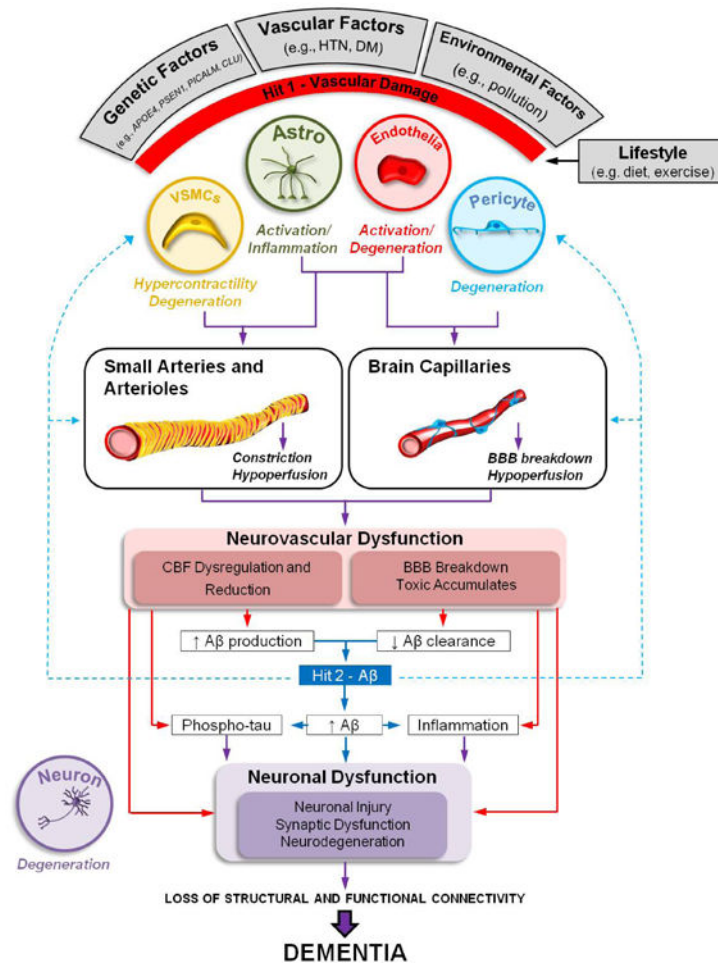 Vascular Factors
(e.g., HTN, DM)
Genetic Factors
(e.g., APOE4, PSEN1, PICALM, CLU)
Environmental Factors
(e.g., pollution)
Hit 1 - Vascular Damage
Lifestyle
(e.g. diet, exercise)
Astro
Endothelia
VSMCs
Pericyte
Activation/
Inflammation
Activation/
Degeneration
Hypercontractility
Degeneration
Degeneration
Small Arteries and
Arterioles
Constriction
Hypoperfusion
Brain Capillaries
BBB breakdown
Hypoperfusion
Neurovascular Dysfunction
CBF Dysregulation and
Reduction
BBB Breakdown
Toxic Accumulates
↑ Aβ production
↓ Aβ clearance
Hit 2 - Aβ
Phospho-tau
↑ Aβ
Inflammation
Neuron
Degeneration
Neuronal Dysfunction
Neuronal Injury
Synaptic Dysfunction
Neurodegeneration
LOSS OF STRUCTURAL AND FUNCTIONAL CONNECTIVITY
DEMENTIA